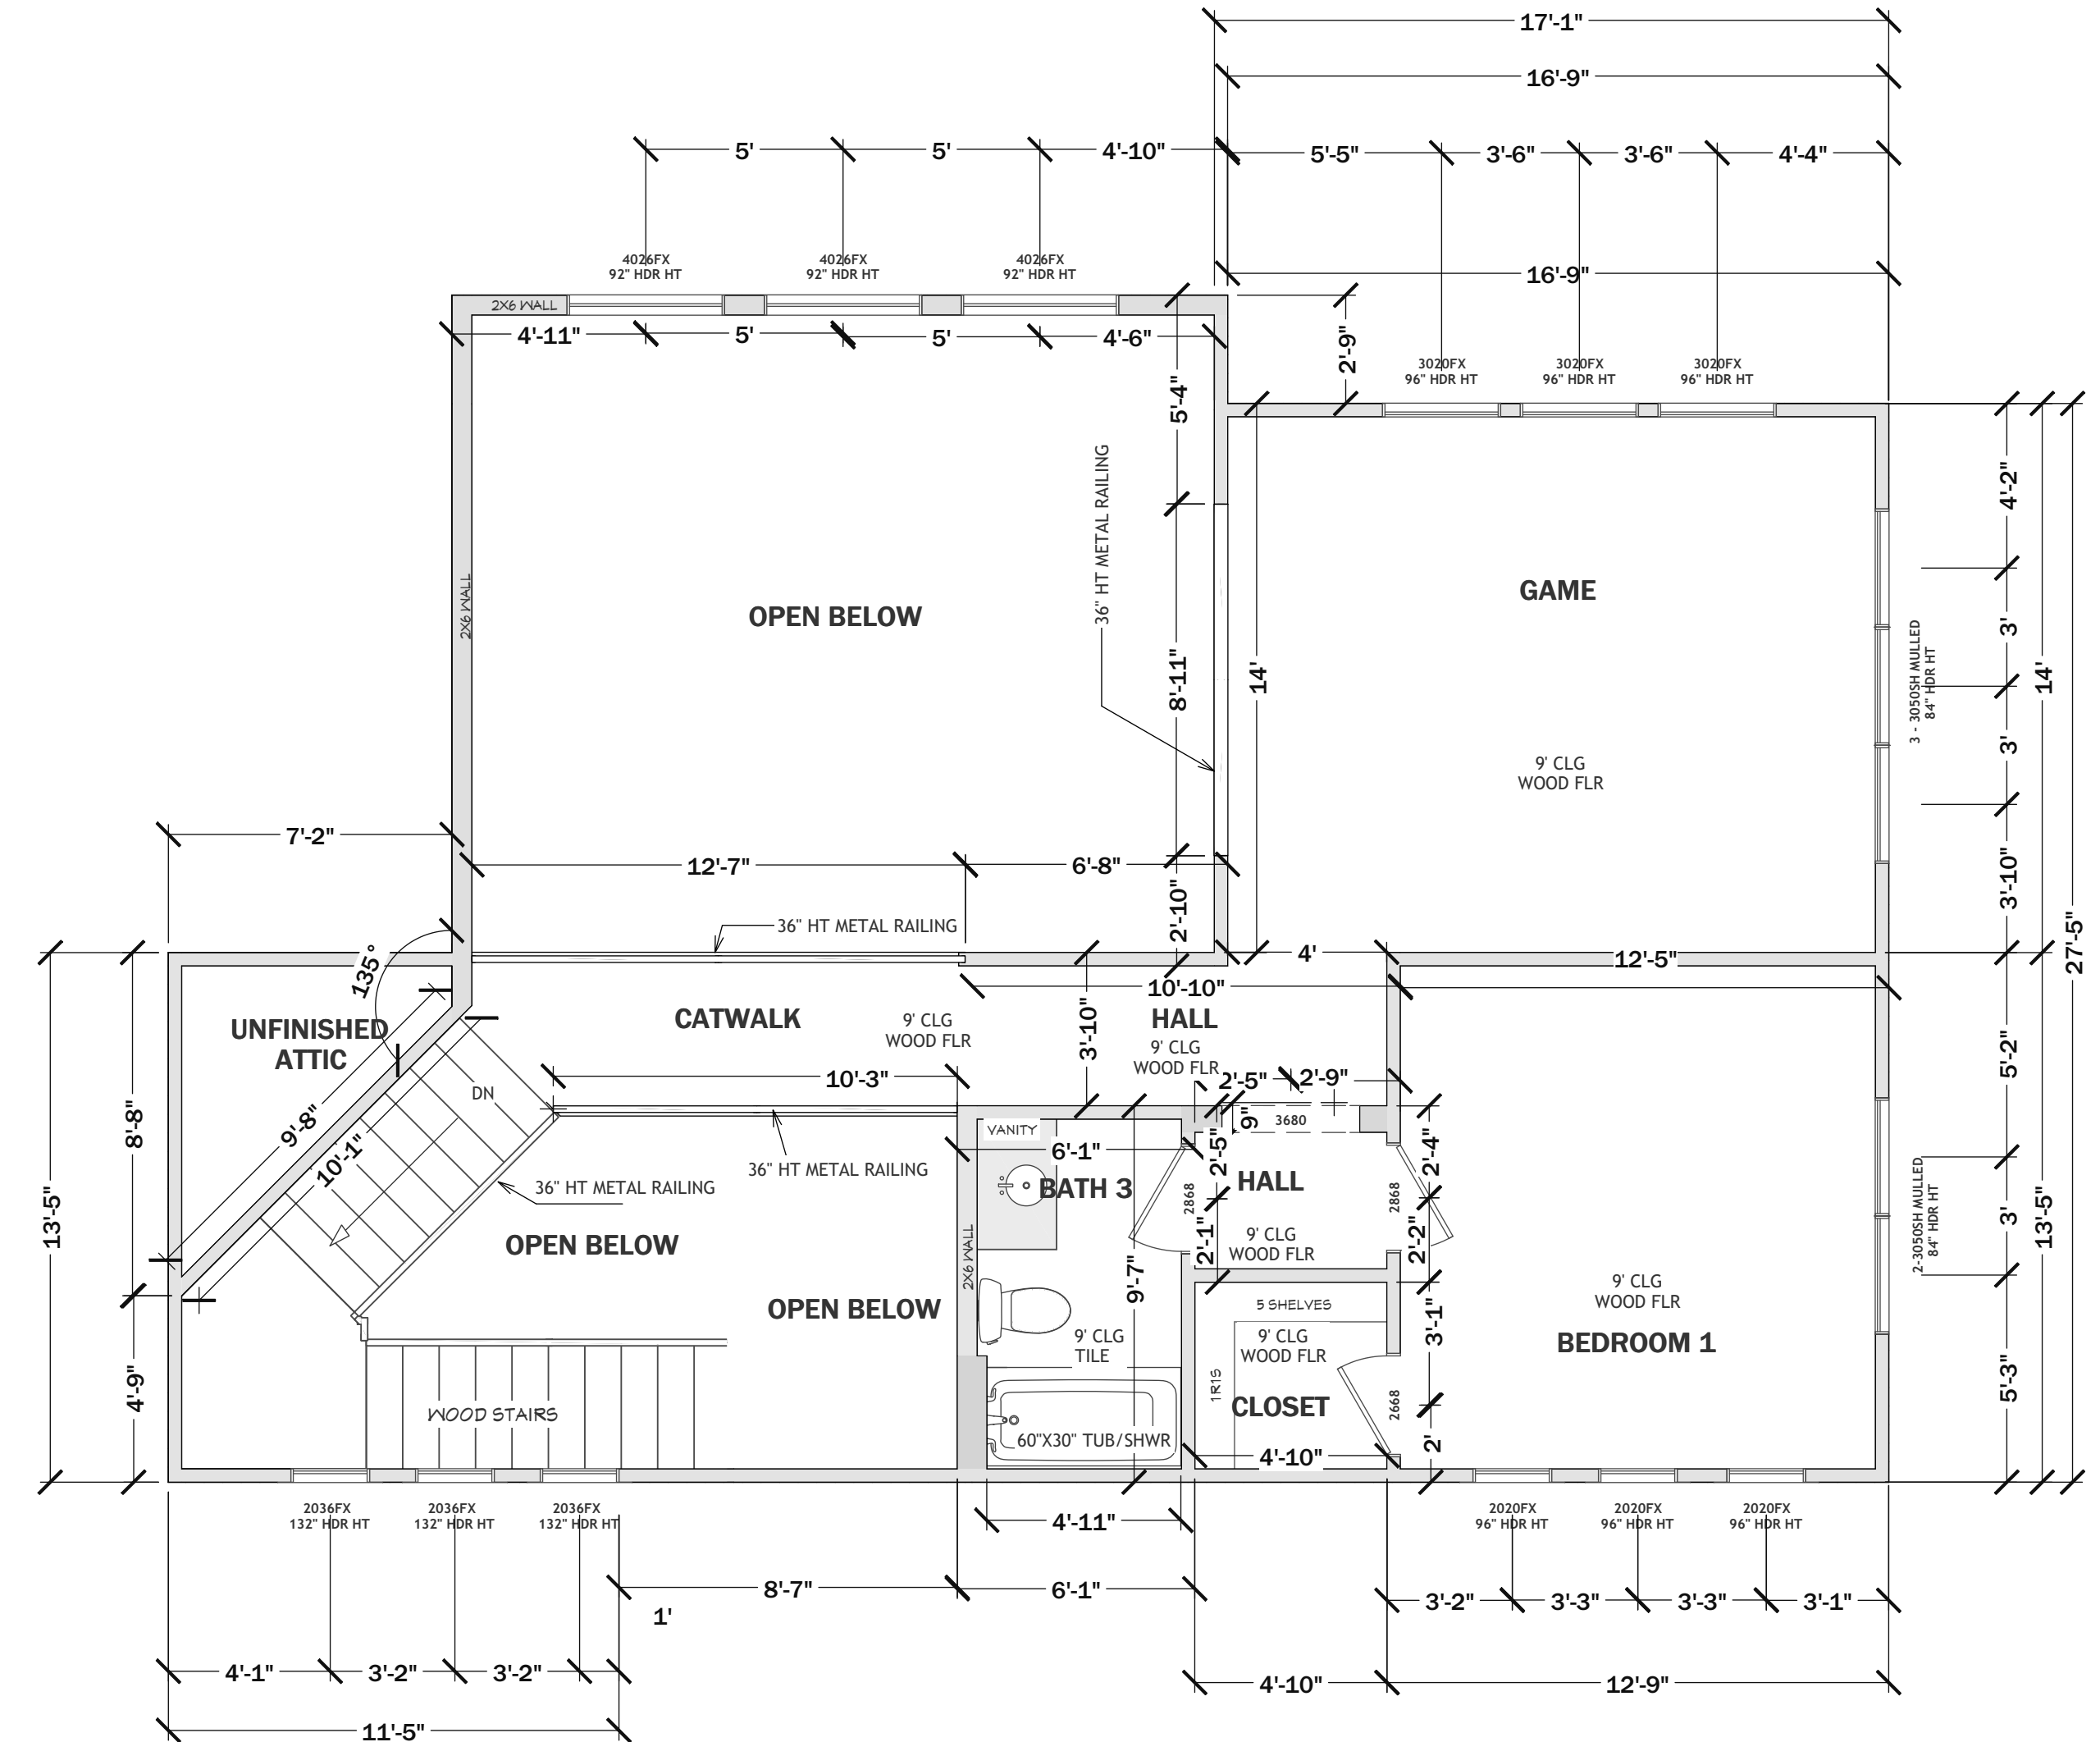 17'-1"
16'-9"
5' 5' 4'-10" 5'-5" 3'-6" 3'-6" 4'-4"
4026FX 4026FX 4026FX
92" HDR HT 92" HDR HT 92" HDR HT
16'-9"
2X6 WALL
4'-11" 5' 5' 4'-6"
2'-9"
3020FX 3020FX 3020FX
96" HDR HT 96" HDR HT 96" HDR HT
5'-4"
4'-2"
36" HT METAL RAILING
2X6 WALL
OPEN BELOW
GAME
3'
8'-11"
14'
3 - 3050SH MULLED
84" HDR HT
14'
3'
9' CLG
WOOD FLR
7'-2"
12'-7" 6'-8"
2'-10"
3'-10"
27'-5"
36" HT METAL RAILING
135°
4' 12'-5"
10'-10"
UNFINISHED
ATTIC
CATWALK
9' CLG
WOOD FLR
3'-10"
HALL
9' CLG
WOOD FLR
5'-2"
DN
10'-3"
2'-5" 2'-9"
8'-8"
9'-8"
10'-1"
9"
3680
VANITY
6'-1"
2'-5"
2'-4"
36" HT METAL RAILING
36" HT METAL RAILING
BATH 3
HALL
2868
2868
13'-5"
OPEN BELOW
2X6 WALL
2'-1"
9' CLG
WOOD FLR
2'-2"
2-3050SH MULLED
84" HDR HT
3'
13'-5"
OPEN BELOW
9'-7"
5 SHELVES
9' CLG
WOOD FLR
BEDROOM 1
9' CLG
TILE
9' CLG
WOOD FLR
3'-1"
4'-9"
1R1S
CLOSET
2668
5'-3"
WOOD STAIRS
60"X30" TUB/SHWR
4'-10"
2'
2036FX 2036FX 2036FX
132" HDR HT 132" HDR HT 132" HDR HT
4'-11"
2020FX 2020FX 2020FX
96" HDR HT 96" HDR HT 96" HDR HT
8'-7" 6'-1"
3'-2" 3'-3" 3'-3" 3'-1"
1'
4'-1" 3'-2" 3'-2"
4'-10" 12'-9"
11'-5"